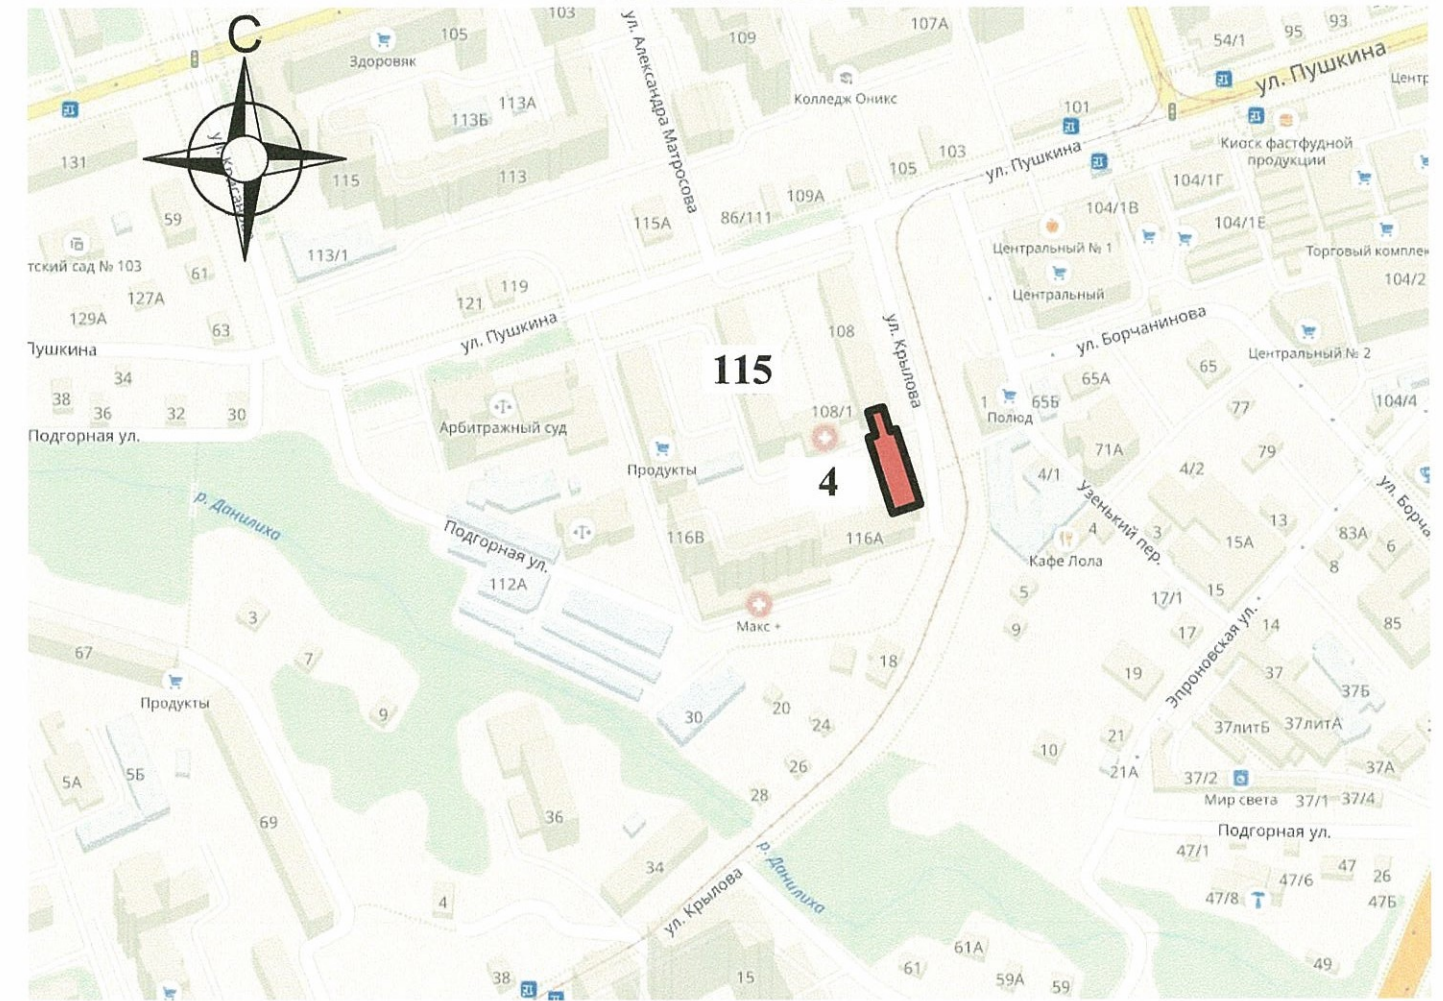 103
С
105
109
107А
93
95
54/1
Здоровяк
ул. Александра Матросова
ул. Пушкина
Центр
113А
113Б
Колледж Оникс
101
Киоск фастфудной
продукции
131
115
113
105
103
ул. Пушкина
104/1Г
109А
59
115А
86/111
104/1В
104/1Е
113/1
Центральный № 1
Торговый комплек
тский сад № 103
61
127А
121
119
Центральный
104/2
129А
63
ул. Пушкина
108
ул. Крылова
ул. Борчанинова
Пушкина
Центральный № 2
115
34
65А
65
38
36
32
30
108/1
1
65Б
77
104/4
Полюд
Подгорная ул.
Арбитражный суд
71А
79
Продукты
4
4/1
4/2
р. Данилиха
Узенький пер.
ул. Борча
Подгорная ул.
116В
116А
4
3
13
15А
83А
6
Кафе Лола
8
112А
3
5
17/1
15
Макс +
9
17
14
85
67
7
18
19
37
Эпроновская ул.
37Б
Продукты
9
30
20
24
21
37литБ
37литА
10
5А
5Б
26
21А
37/2
37А
28
Мир света
37/1
37/4
69
36
Подгорная ул.
47/1
34
р. Данилиха
47
26
47/6
4
ул. Крылова
47/8
47Б
61А
38
15
61
59А
59
49